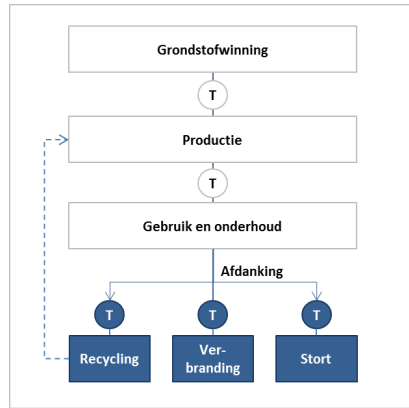 Grondstofwinning
T
Productie
T
Gebruik en onderhoud
Afdanking
T T T
Recycling
Ver-
branding
Stort